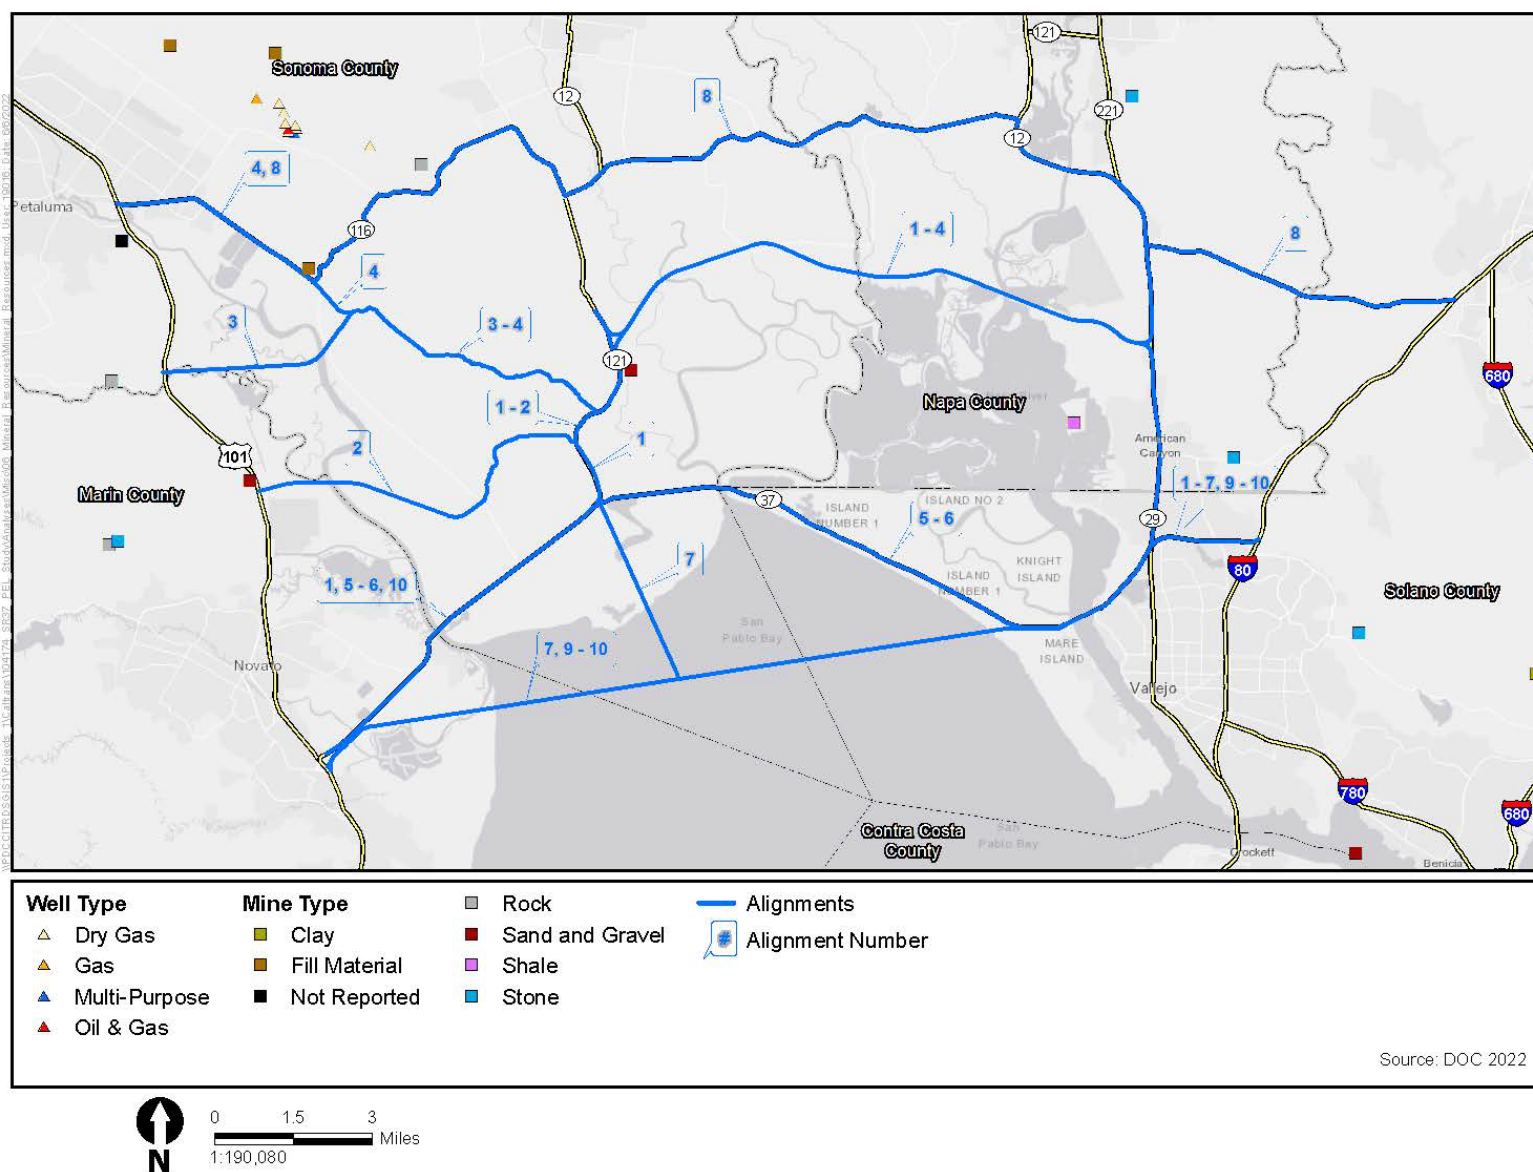 121
Sonoma County
12
8
221
12
4, 8
Petaluma
116
1 - 4
8
4
3
3 - 4
121
680
Napa County
1 - 2
1
American
Canyon
2
101
Marin County
1 - 7, 9 - 10
37
ISLAND NO 2
ISLAND
NUMBER 1
5 - 6
29
7
KNIGHT
ISLAND
80
1, 5 - 6, 10
ISLAND
NUMBER 1
Solano County
San
Pablo Bay
7, 9 - 10
MARE
ISLAND
Novato
Vallejo
780
680
Contra Costa
County
San
Pablo Bay
Crockett
Benicia
Well Type
Dry Gas
Gas
Multi-Purpose
Oil & Gas
Mine Type
Clay
Fill Material
Not Reported
Rock
Sand and Gravel
Shale
Stone
Alignments
# Alignment Number
Source: DOC 2022
N
0 1.5 3
Miles
1:190,080